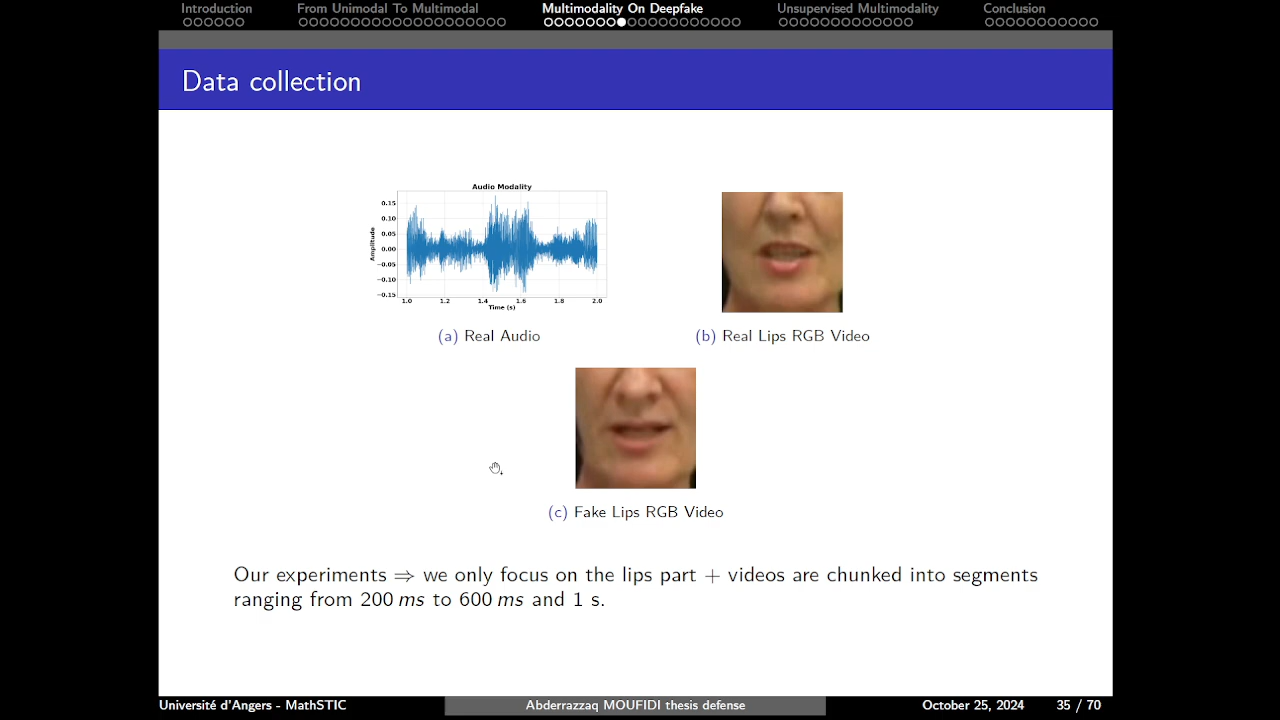 Introduction From Unimodal To Multimodal Multimodality On Deepfake Unsupervised Multimodality Conclusion
Data collection
Audio Modality
Amplitude
0.15
0.10
0.05
0.00
−0.05
−0.10
−0.15
1.0 1.2 1.4 1.6 1.8 2.0
Time (s)
(a) Real Audio
(b) Real Lips RGB Video
(c) Fake Lips RGB Video
Our experiments ⇒ we only focus on the lips part + videos are chunked into segments
ranging from 200 ms to 600 ms and 1 s.
Université d'Angers - MathSTIC Abderrazzaq MOUFIDI thesis defense October 25, 2024 35 / 70